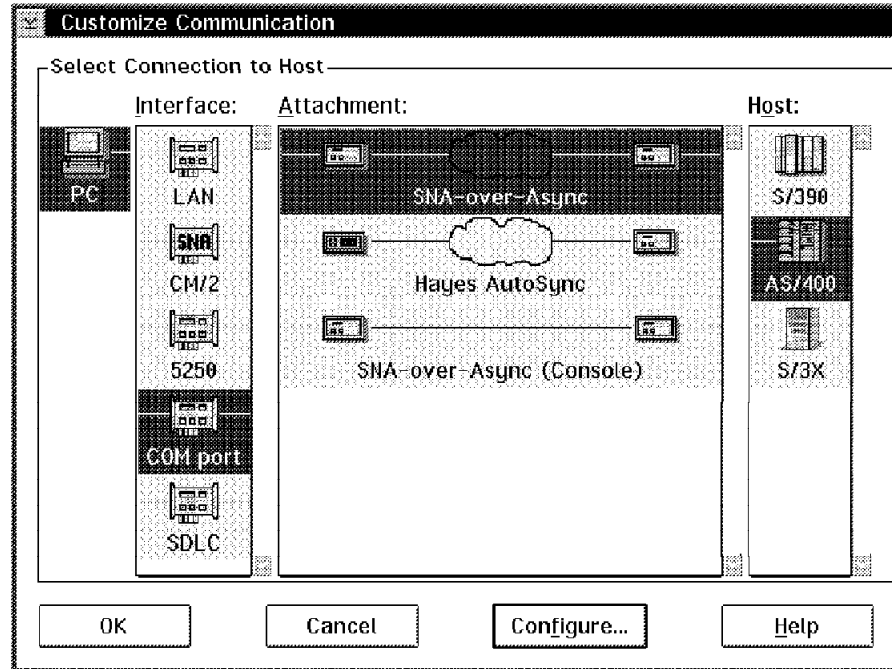 Customize Communication
Select Connection to Host
Interface:
Attachment:
Host:
PC
LAN
SNA
CM/2
5250
COM port
SDLC
SNA-over-Async
Hayes AutoSync
SNA-over-Async (Console)
S/390
AS/400
S/3X
OK
Cancel
Configure...
Help